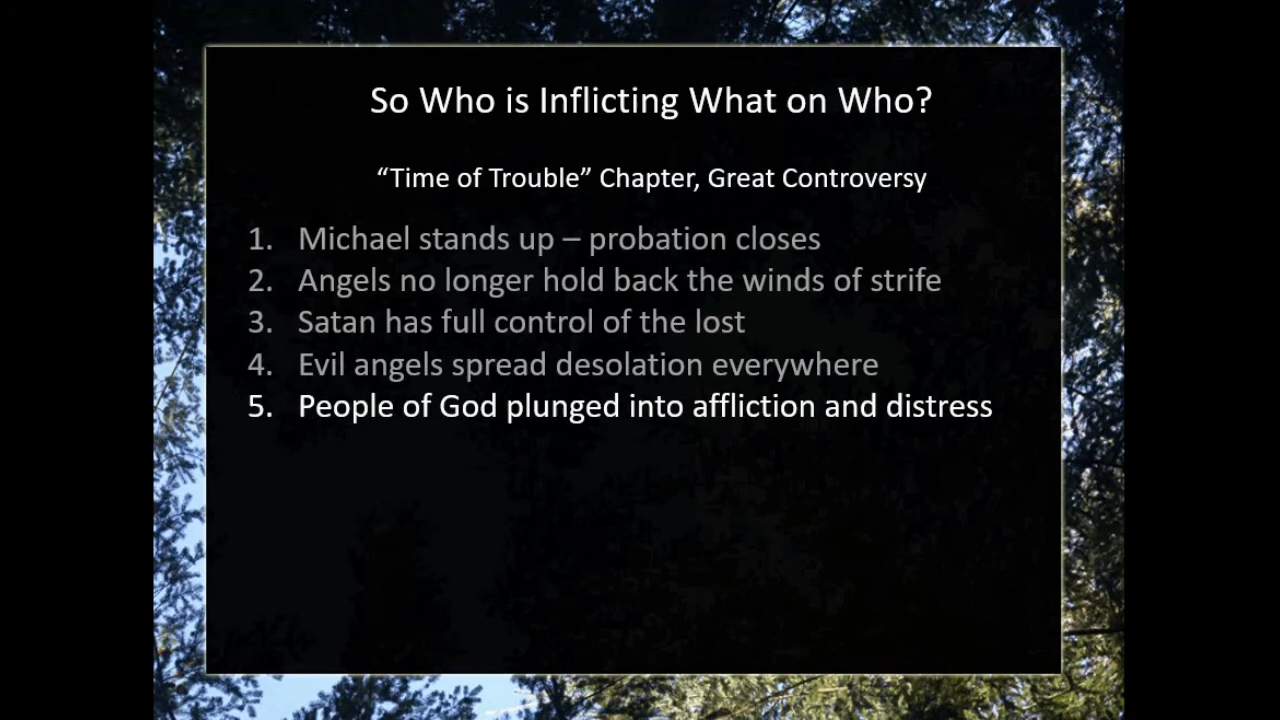 So Who is Inflicting What on Who?
“Time of Trouble” Chapter, Great Controversy
1. Michael stands up – probation closes
2. Angels no longer hold back the winds of strife
3. Satan has full control of the lost
4. Evil angels spread desolation everywhere
5. People of God plunged into affliction and distress